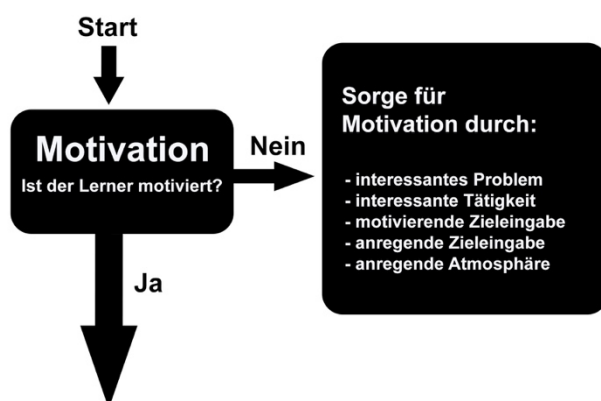 Start
Motivation
Ist der Lerner motiviert?
Nein
Ja
Sorge für
Motivation durch:
- interessantes Problem
- interessante Tätigkeit
- motivierende Zieleingabe
- anregende Zieleingabe
- anregende Atmosphäre